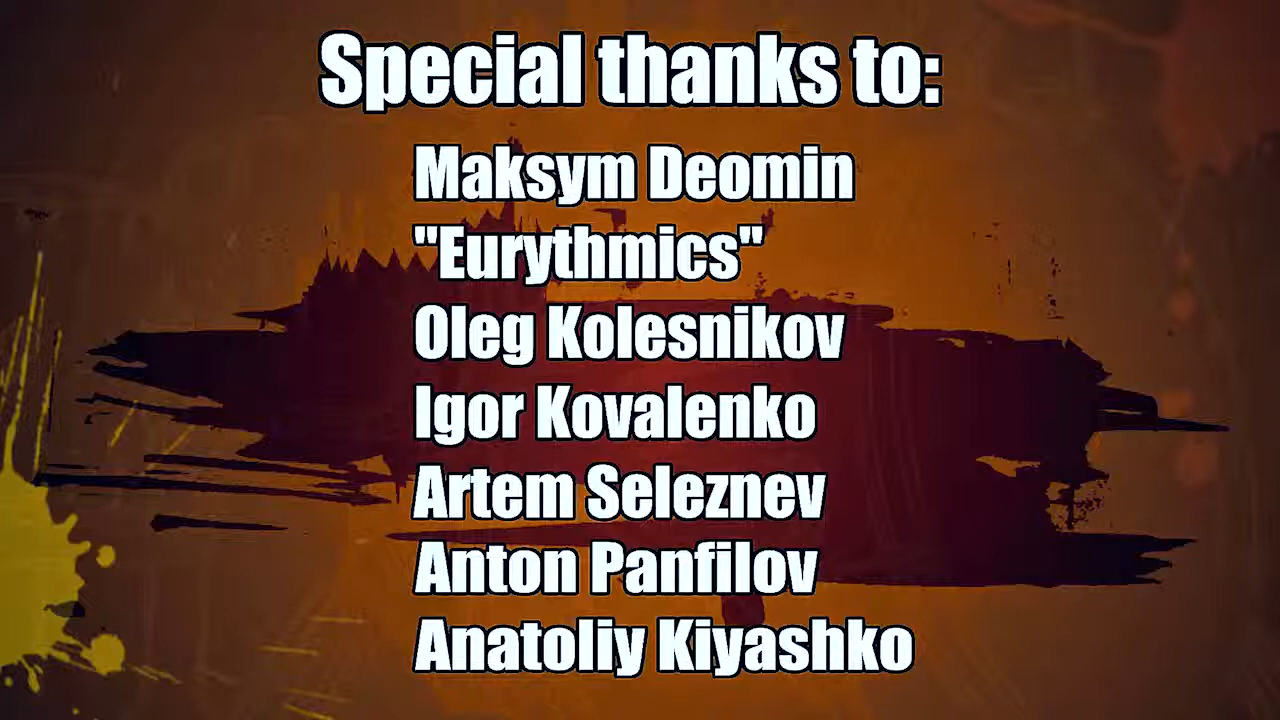 Special thanks to:
Maksym Deomin
"Eurythmics"
Oleg Kolesnikov
Igor Kovalenko
Artem Seleznev
Anton Panfilov
Anatoliy Kiyashko